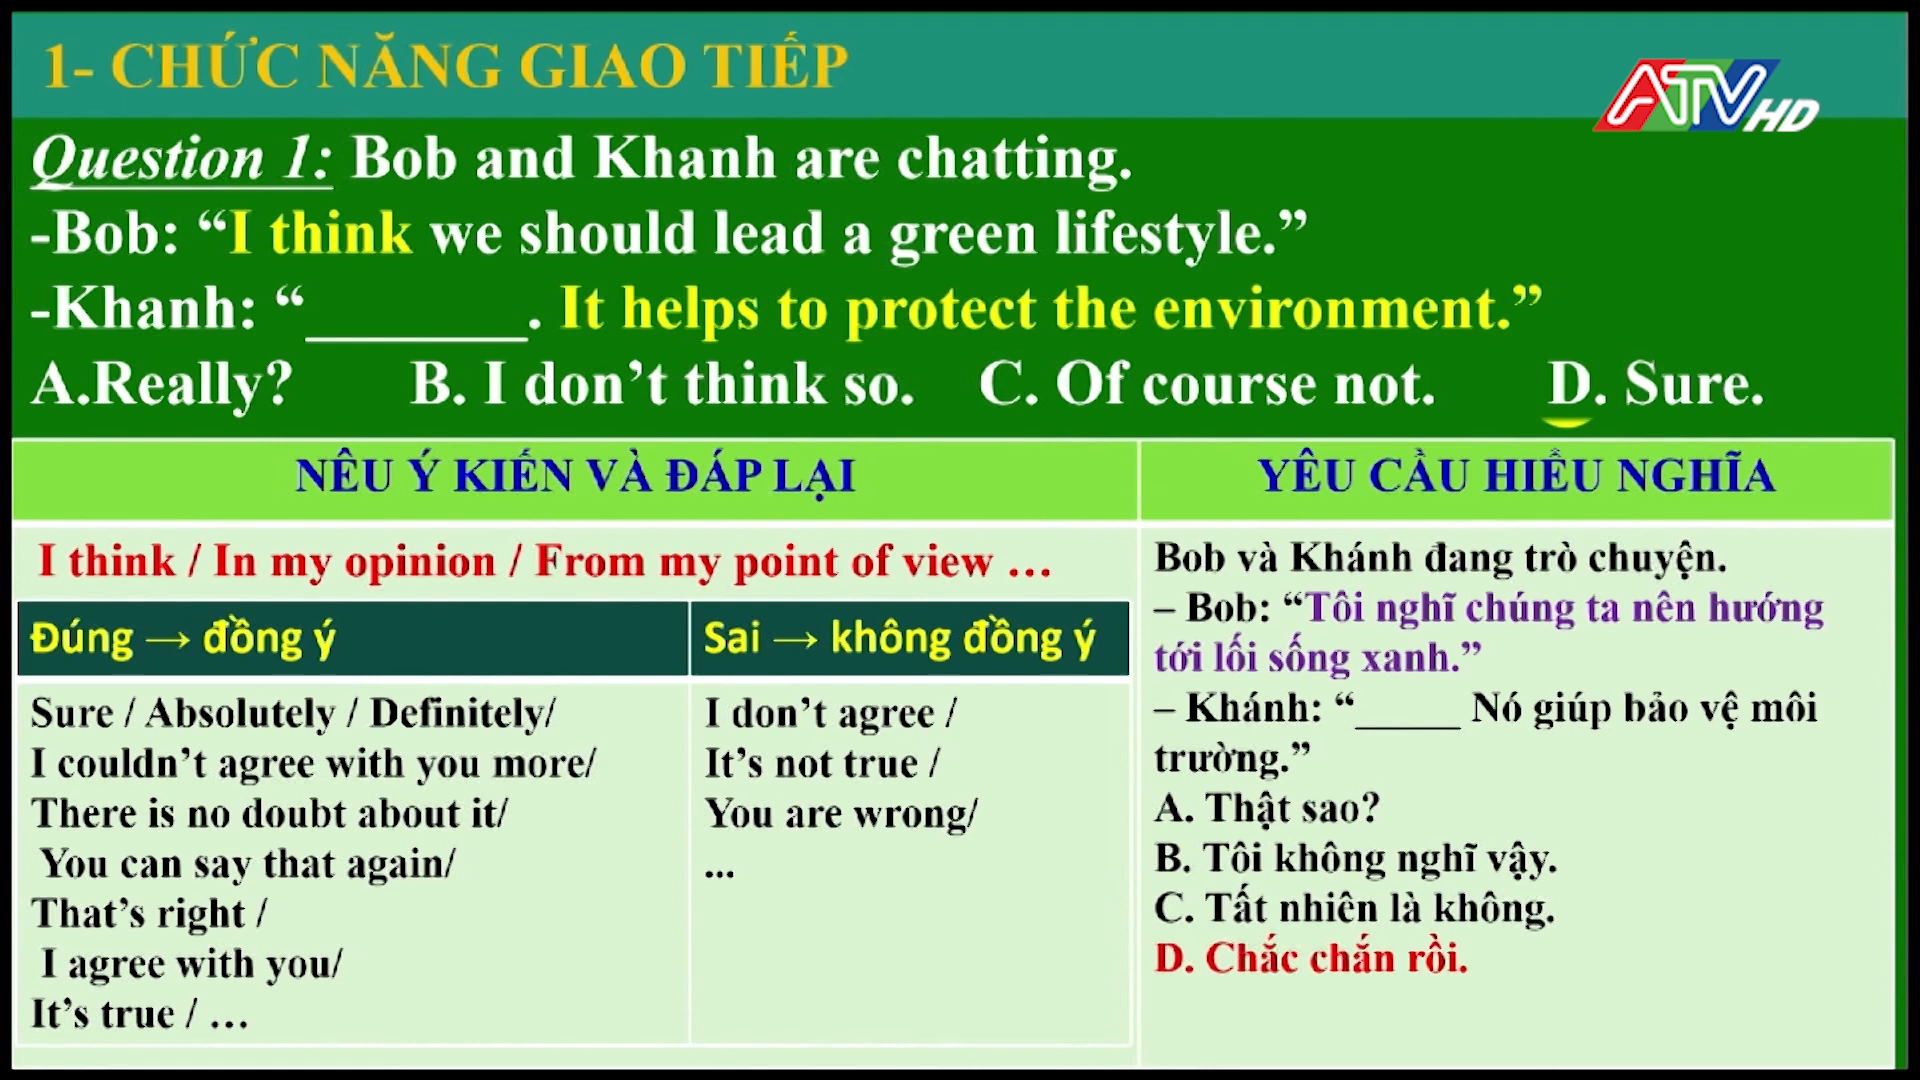 1- CHỨC NĂNG GIAO TIẾP
ATV HD
Question 1: Bob and Khanh are chatting.
-Bob: “I think we should lead a green lifestyle.”
-Khanh: “_______. It helps to protect the environment.”
A.Really? B. I don’t think so. C. Of course not. D. Sure.
NÊU Ý KIẾN VÀ ĐÁP LẠI
I think / In my opinion / From my point of view …
Đúng → đồng ý
Sai → không đồng ý
Sure / Absolutely / Definitely/
I couldn’t agree with you more/
There is no doubt about it/
You can say that again/
That’s right /
I agree with you/
It’s true / …
I don’t agree /
It’s not true /
You are wrong/
...
YÊU CẦU HIỂU NGHĨA
Bob và Khánh đang trò chuyện.
– Bob: “Tôi nghĩ chúng ta nên hướng
tới lối sống xanh.”
– Khánh: “_____ Nó giúp bảo vệ môi
trường.”
A. Thật sao?
B. Tôi không nghĩ vậy.
C. Tất nhiên là không.
D. Chắc chắn rồi.